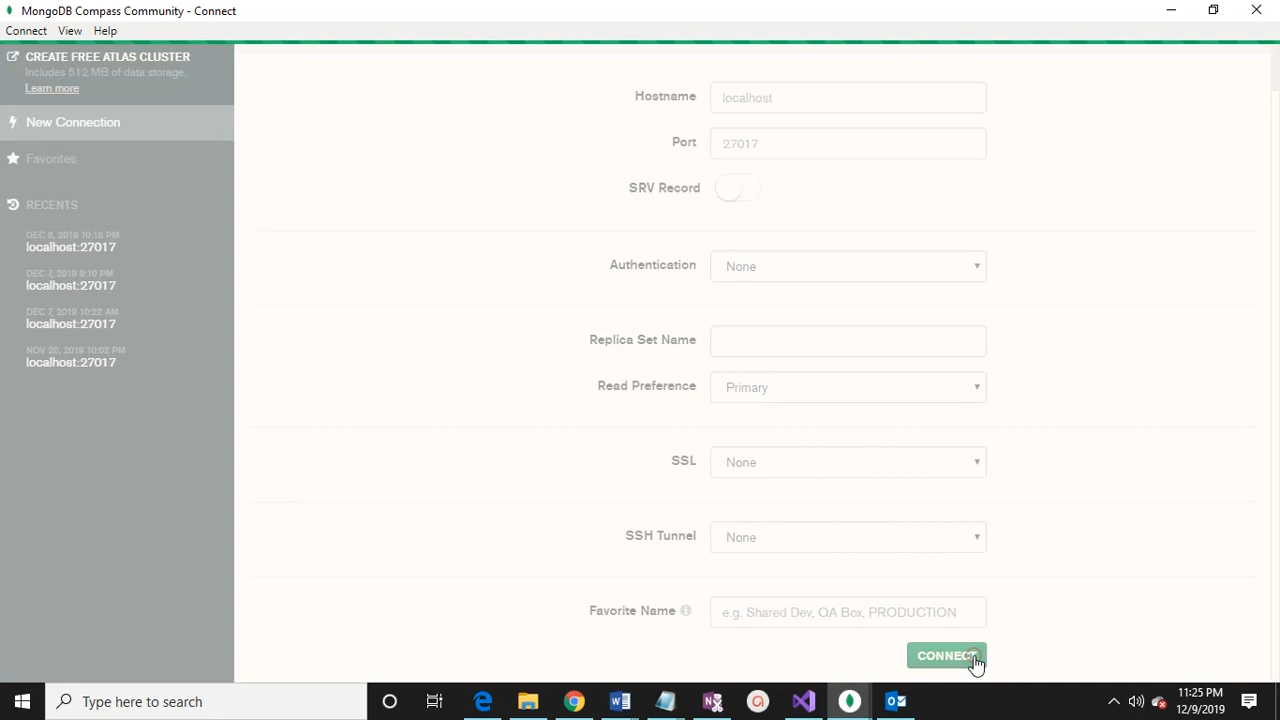 MongoDB Compass Community - Connect
Connect View Help
CREATE FREE ATLAS CLUSTER
Includes 512 MB of data storage.
Learn more
New Connection
Favorites
RECENTS
DEC 8, 2019 10:18 PM
localhost:27017
DEC 7, 2019 9:10 PM
localhost:27017
DEC 7, 2019 10:22 AM
localhost:27017
NOV 20, 2019 10:02 PM
localhost:27017
Hostname localhost
Port 27017
SRV Record
Authentication None
Replica Set Name
Read Preference Primary
SSL None
SSH Tunnel None
Favorite Name e.g. Shared Dev, QA Box, PRODUCTION
CONNECT
Type here to search
11:25 PM
12/9/2019